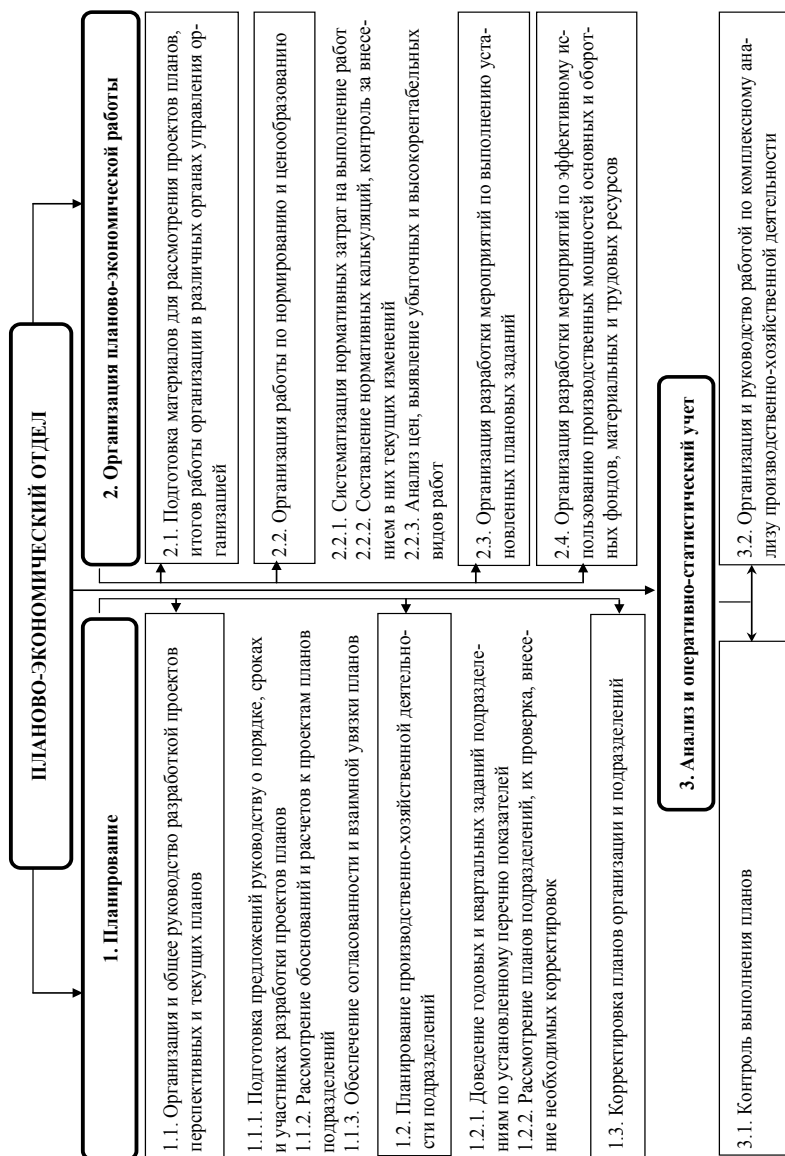 ПЛАНОВО-ЭКОНОМИЧЕСКИЙ ОТДЕЛ
1. Планирование
1.1. Организация и общее руководство разработкой проектов
перспективных и текущих планов
1.1.1. Подготовка предложений руководству о порядке, сроках
и участниках разработки проектов планов
1.1.2. Рассмотрение обоснований и расчетов к проектам планов
подразделений
1.1.3. Обеспечение согласованности и взаимной увязки планов
1.2. Планирование производственно-хозяйственной деятельно-
сти подразделений
1.2.1. Доведение годовых и квартальных заданий подразделе-
ниям по установленному перечню показателей
1.2.2. Рассмотрение планов подразделений, их проверка, внесе-
ние необходимых корректировок
1.3. Корректировка планов организации и подразделений
2. Организация планово-экономической работы
2.1. Подготовка материалов для рассмотрения проектов планов,
итогов работы организации в различных органах управления ор-
ганизацией
2.2. Организация работы по нормированию и ценообразованию
2.2.1. Систематизация нормативных затрат на выполнение работ
2.2.2. Составление нормативных калькуляций, контроль за внесе-
нием в них текущих изменений
2.2.3. Анализ цен, выявление убыточных и высокорентабельных
видов работ
2.3. Организация разработки мероприятий по выполнению уста-
новленных плановых заданий
2.4. Организация разработки мероприятий по эффективному ис-
пользованию производственных мощностей основных и оборот-
ных фондов, материальных и трудовых ресурсов
3. Анализ и оперативно-статистический учет
3.1. Контроль выполнения планов
3.2. Организация и руководство работой по комплексному ана-
лизу производственно-хозяйственной деятельности